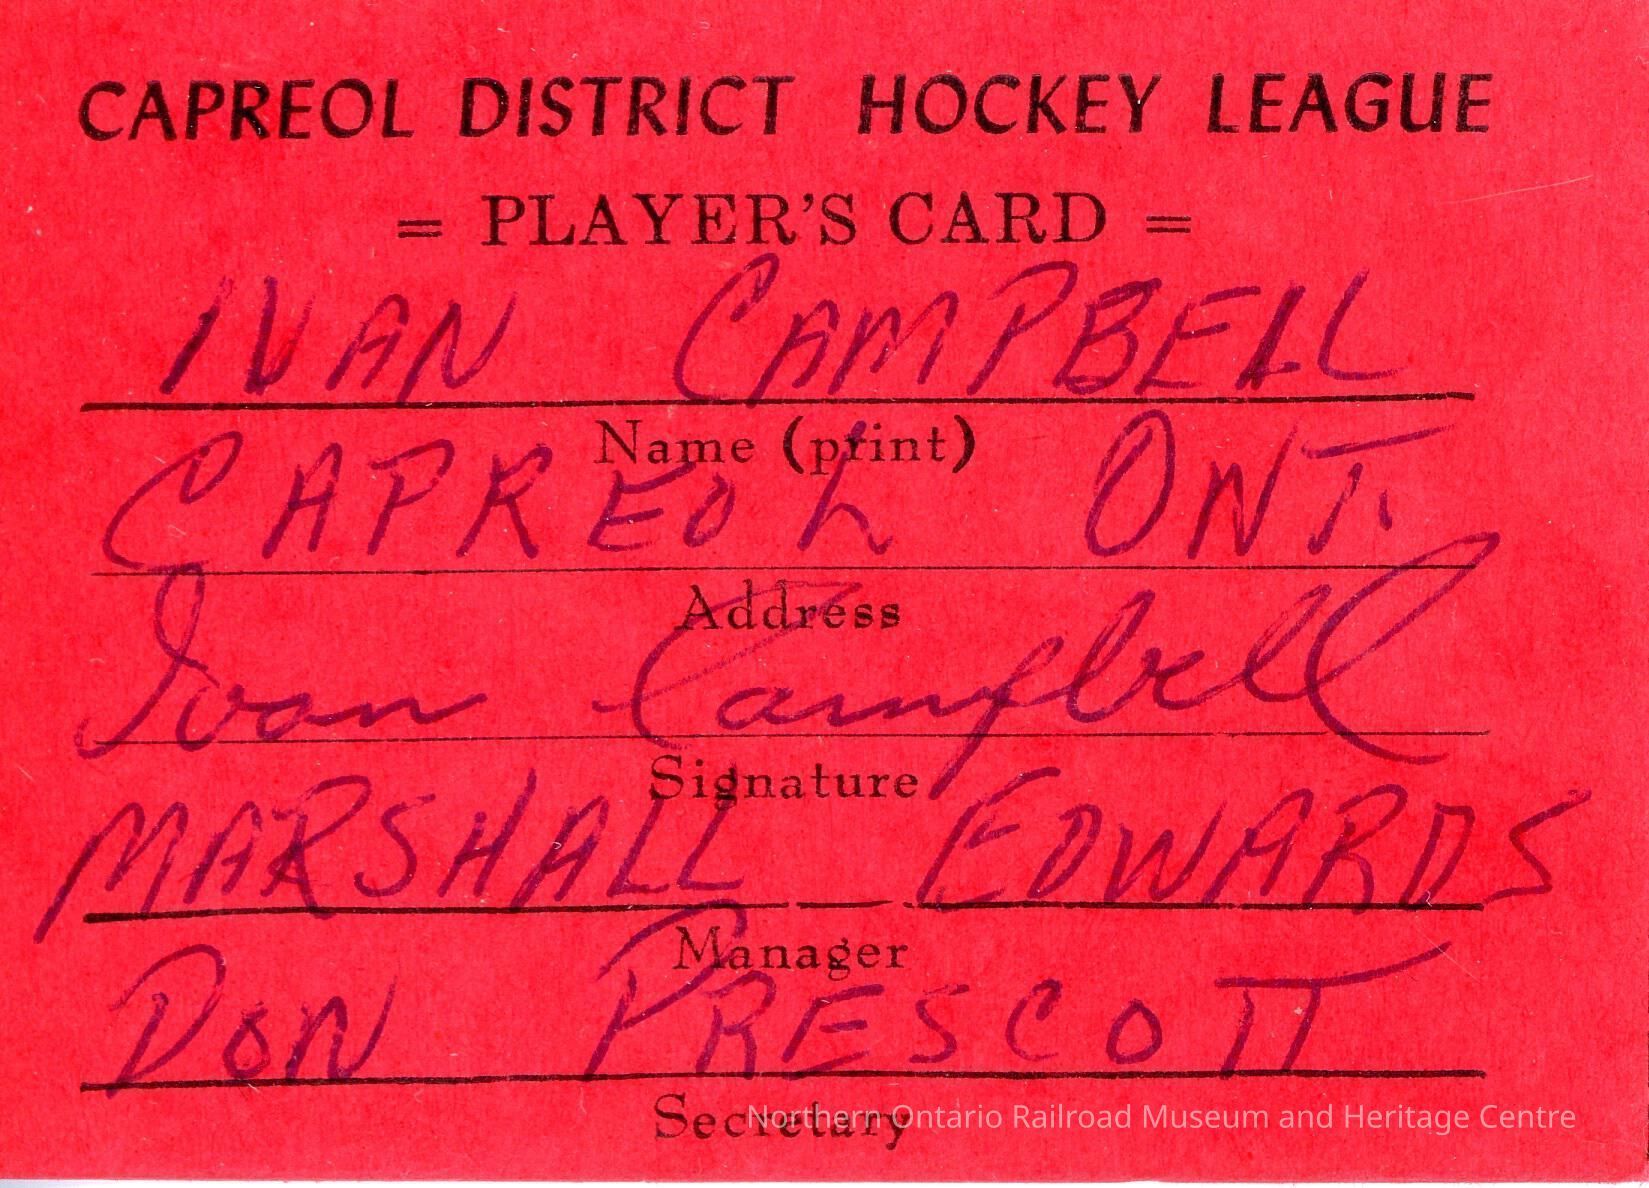 CAPREOL DISTRICT HOCKEY LEAGUE
= PLAYER'S CARD =
IVAN CAMPBELL
Name (print)
CAPREOL ONT.
Address
Ivan Campbell
Signature
MARSHALL EDWARDS
Manager
DON PRESCOTT
Secretary
Northern Ontario Railroad Museum and Heritage Centre